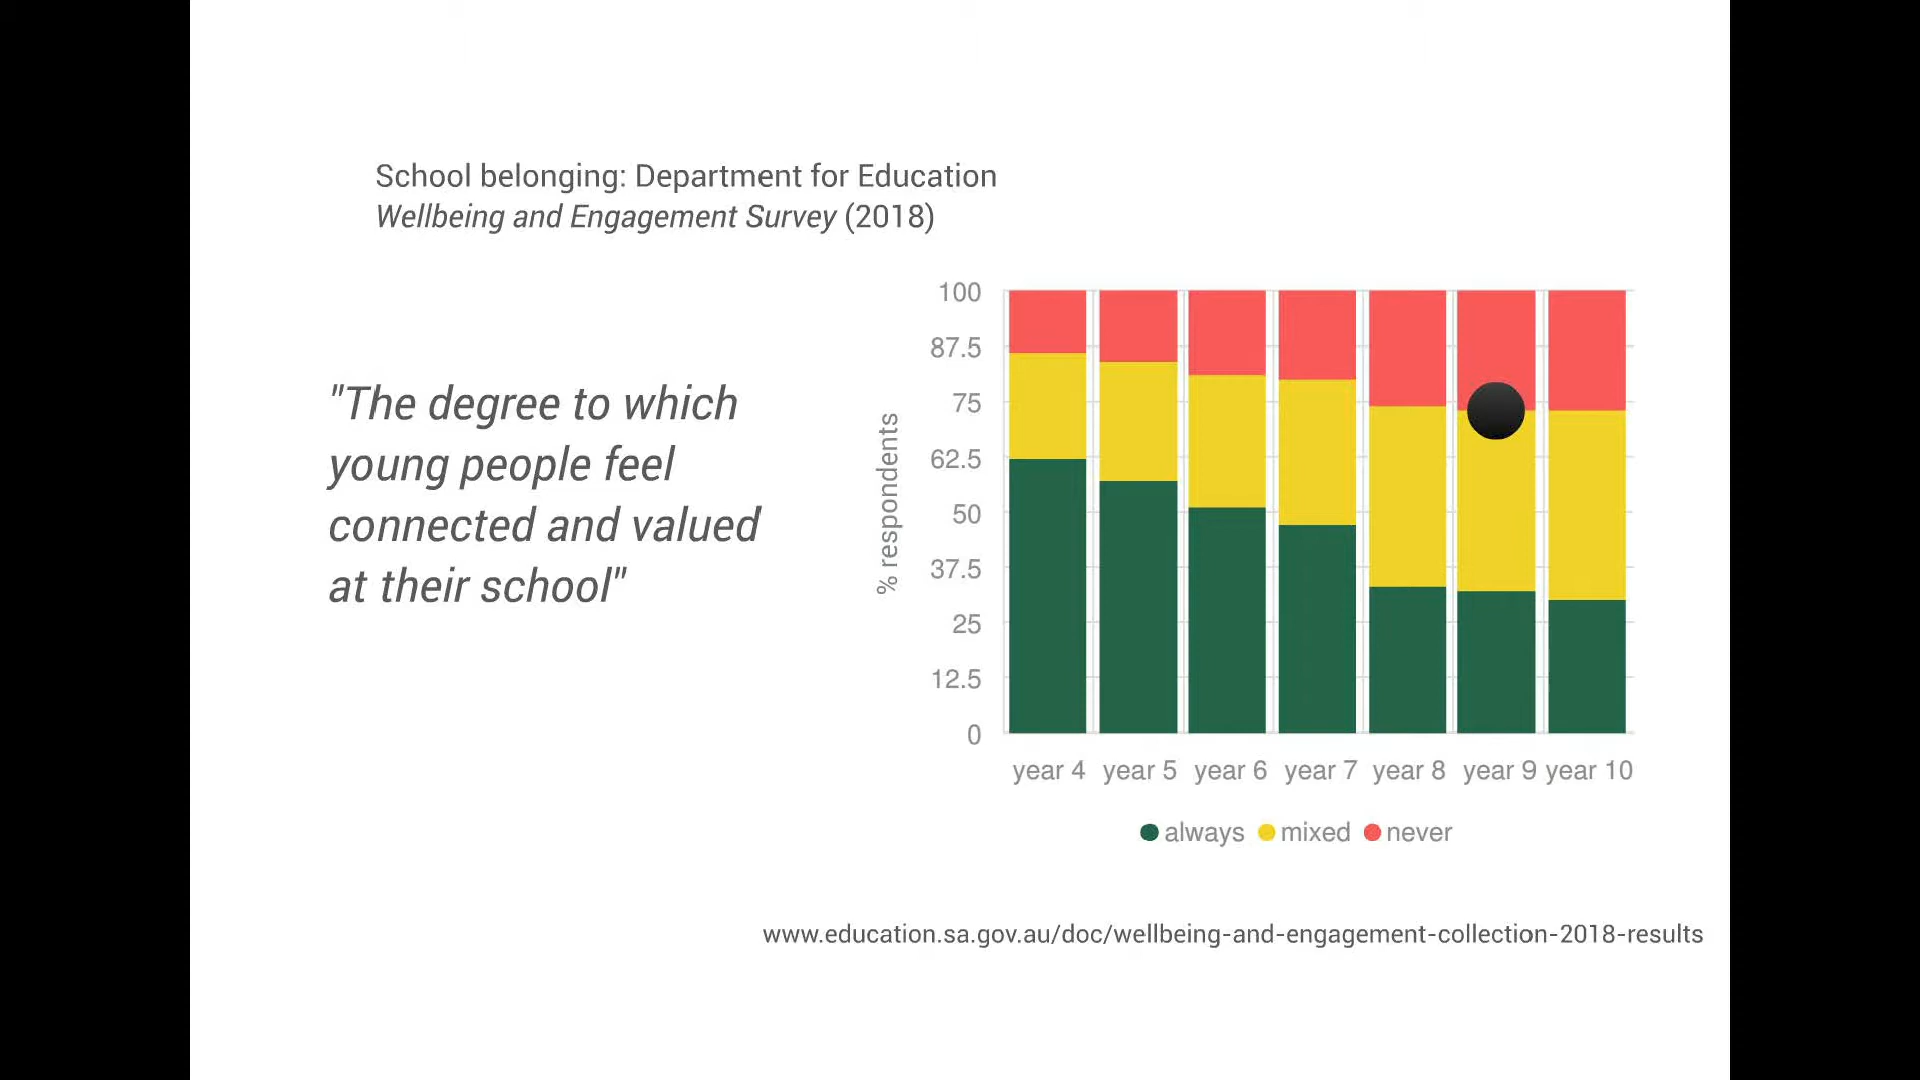 School belonging: Department for Education
Wellbeing and Engagement Survey (2018)
"The degree to which
young people feel
connected and valued
at their school"
% respondents
100
87.5
75
62.5
50
37.5
25
12.5
0
year 4 year 5 year 6 year 7 year 8 year 9 year 10
always mixed never
www.education.sa.gov.au/doc/wellbeing-and-engagement-collection-2018-results